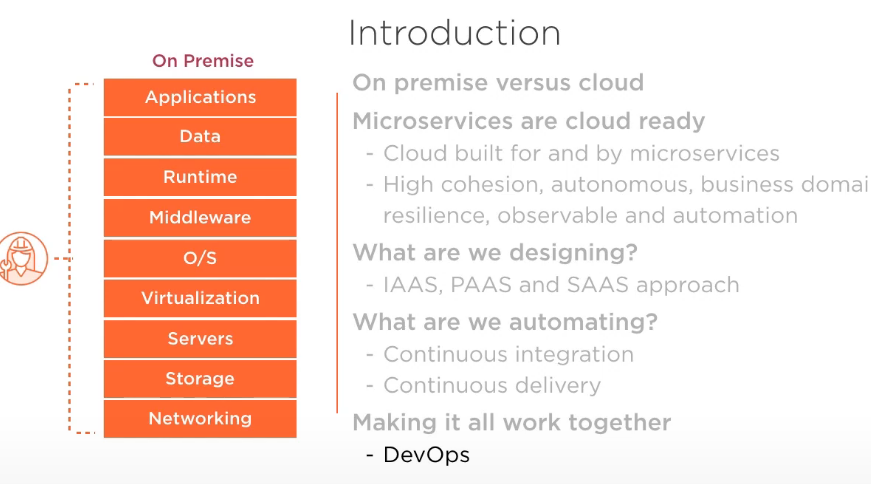 Introduction
On Premise
Applications
Data
Runtime
Middleware
O/S
Virtualization
Servers
Storage
Networking
On premise versus cloud
Microservices are cloud ready
- Cloud built for and by microservices
- High cohesion, autonomous, business domai
resilience, observable and automation
What are we designing?
- IAAS, PAAS and SAAS approach
What are we automating?
- Continuous integration
- Continuous delivery
Making it all work together
- DevOps